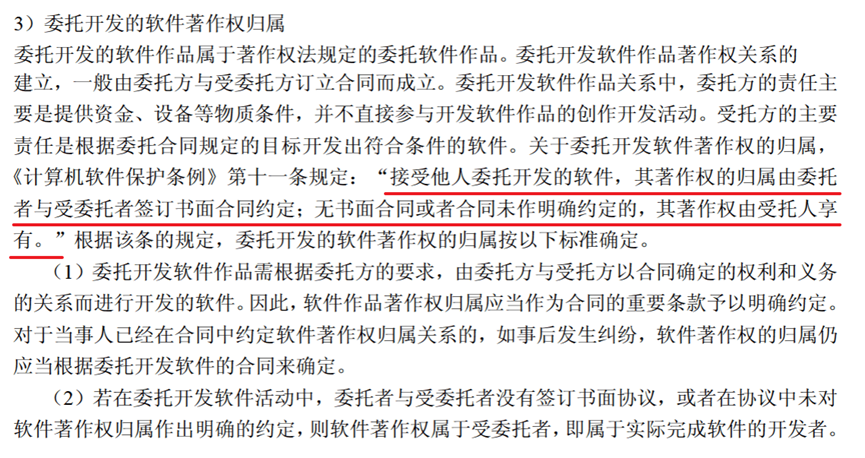 3）委托开发的软件著作权归属
委托开发的软件作品属于著作权法规定的委托软件作品。委托开发软件作品著作权关系的
建立，一般由委托方与受委托方订立合同而成立。委托开发软件作品关系中，委托方的责任主
要是提供资金、设备等物质条件，并不直接参与开发软件作品的创作开发活动。受托方的主要
责任是根据委托合同规定的目标开发出符合条件的软件。关于委托开发软件著作权的归属，
《计算机软件保护条例》第十一条规定：“接受他人委托开发的软件，其著作权的归属由委托
者与受委托者签订书面合同约定；无书面合同或者合同未作明确约定的，其著作权由受托人享
有。”根据该条的规定，委托开发的软件著作权的归属按以下标准确定。
（1）委托开发软件作品需根据委托方的要求，由委托方与受托方以合同确定的权利和义务
的关系而进行开发的软件。因此，软件作品著作权归属应当作为合同的重要条款予以明确约定。
对于当事人已经在合同中约定软件著作权归属关系的，如事后发生纠纷，软件著作权的归属仍
应当根据委托开发软件的合同来确定。
（2）若在委托开发软件活动中，委托者与受委托者没有签订书面协议，或者在协议中未对
软件著作权归属作出明确的约定，则软件著作权属于受委托者，即属于实际完成软件的开发者。